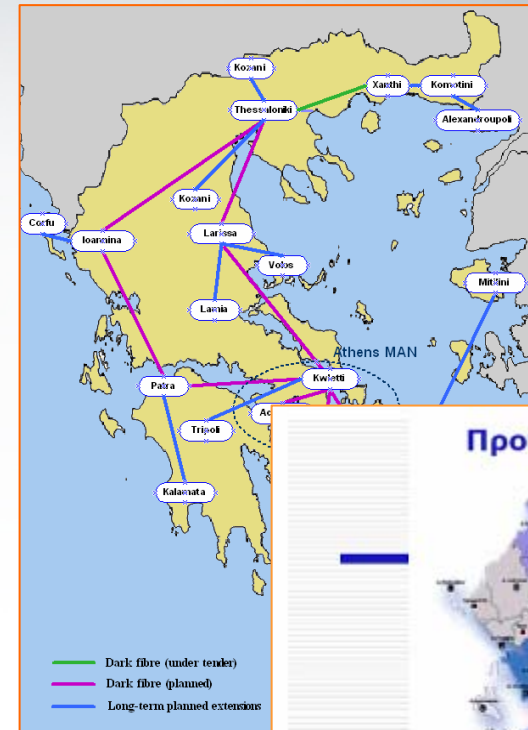 Kozani
Thessaloniki
Xanthi
Komotini
Alexandroupoli
Kozani
Corfu
Ioannina
Larissa
Volos
Mitilini
Lamia
Athens MAN
Patra
Kwletti
Tripoli
Kalamata
Προ
Dark fibre (under tender)
Dark fibre (planned)
Long-term planned extensions